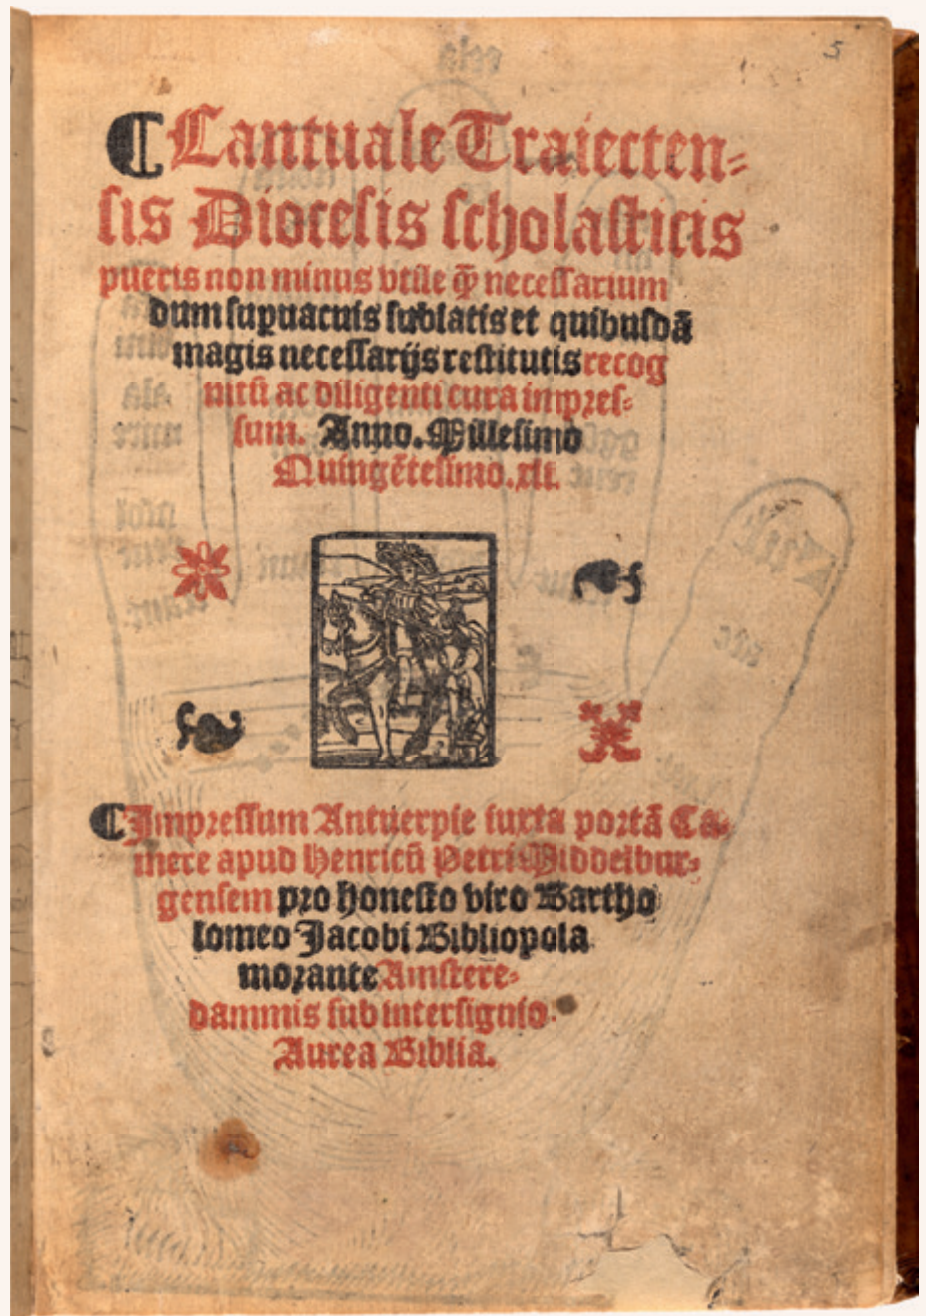 5
¶ Cantuale Traiecten⸗
sis Diocesis scholasticis
pueris non minus vtile q̄ necessarium
dum supuacuis sublatis et quibusdā
magis necessarijs restitutis recog
nitū ac diligenti cura impres⸗
sum. Anno. Millesimo
Quingētesimo. xli.
¶ Impressum Antuerpie iuxta portā Ca⸗
mere apud Henricū Petri Middelbur⸗
gensem pro honesto viro Bartho
lomeo Jacobi Bibliopola
morante Amstere⸗
dammis sub intersignio.
Aurea Biblia.